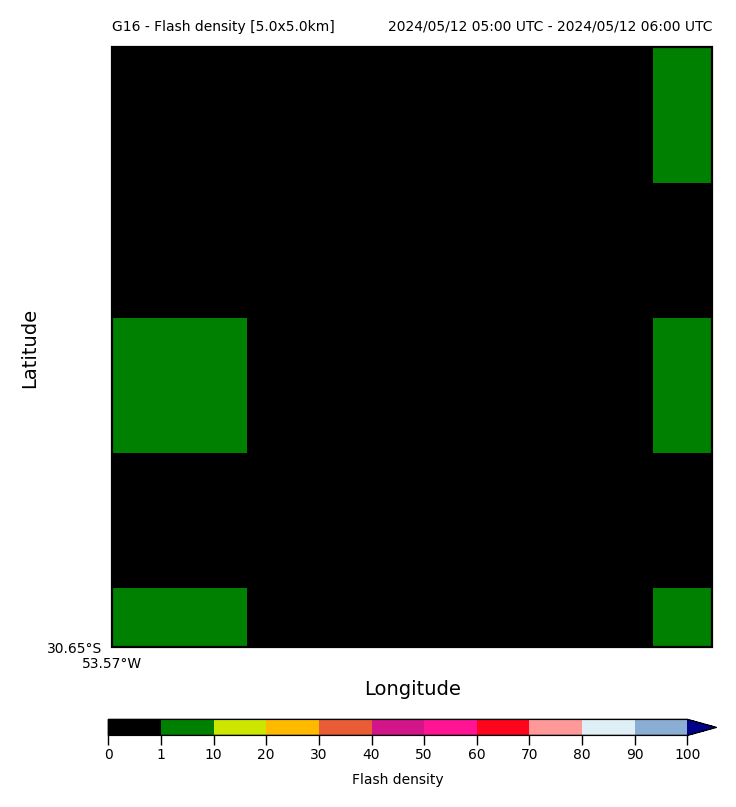 G16 - Flash density [5.0x5.0km] 2024/05/12 05:00 UTC - 2024/05/12 06:00 UTC
Latitude
30.65°S
53.57°W
Longitude
0 1 10 20 30 40 50 60 70 80 90 100
Flash density